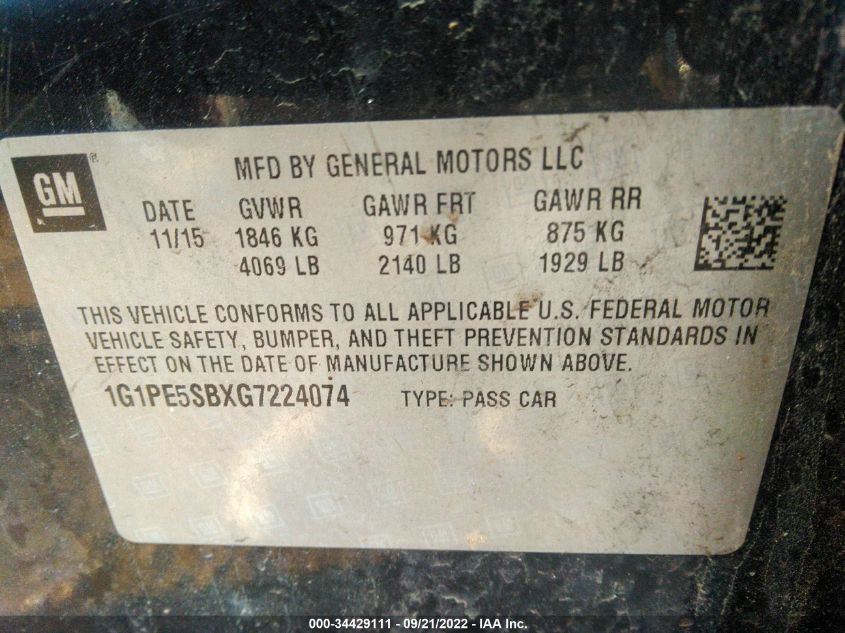 GM®
MFD BY GENERAL MOTORS LLC
DATE GVWR GAWR FRT GAWR RR
11/15 1846 KG 971 KG 875 KG
4069 LB 2140 LB 1929 LB
THIS VEHICLE CONFORMS TO ALL APPLICABLE U.S. FEDERAL MOTOR
VEHICLE SAFETY, BUMPER, AND THEFT PREVENTION STANDARDS IN
EFFECT ON THE DATE OF MANUFACTURE SHOWN ABOVE.
1G1PE5SBXG7224074 TYPE: PASS CAR
000-34429111 - 09/21/2022 - IAA Inc.